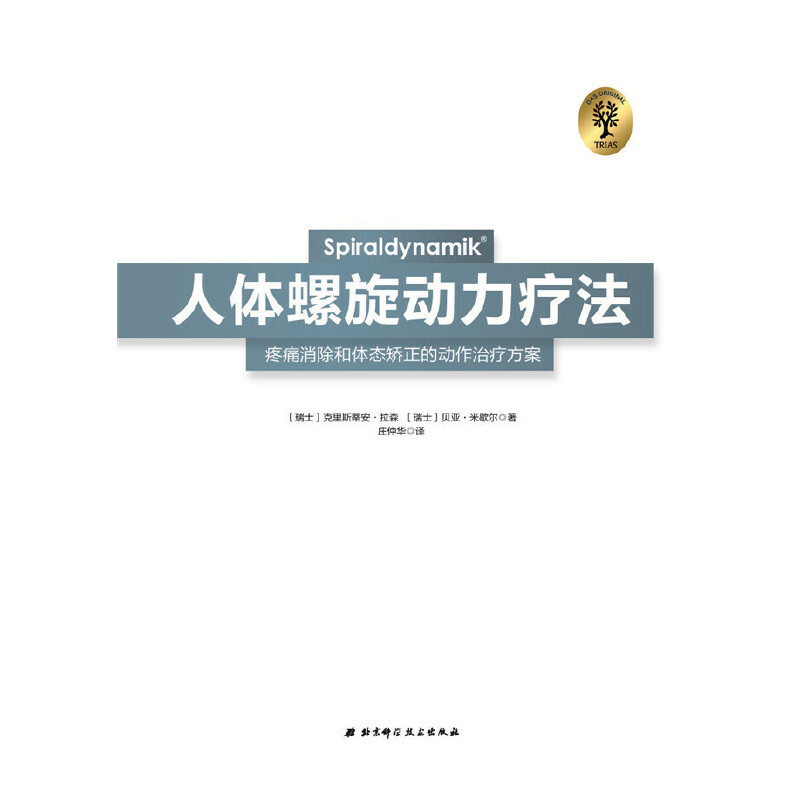 DAS ORIGINAL
TRIAS
Spiraldynamik®
人体螺旋动力疗法
疼痛消除和体态矫正的动作治疗方案
［瑞士］克里斯蒂安·拉森 ［瑞士］贝亚·米歇尔◎著
庄仲华◎译
北京科学技术出版社